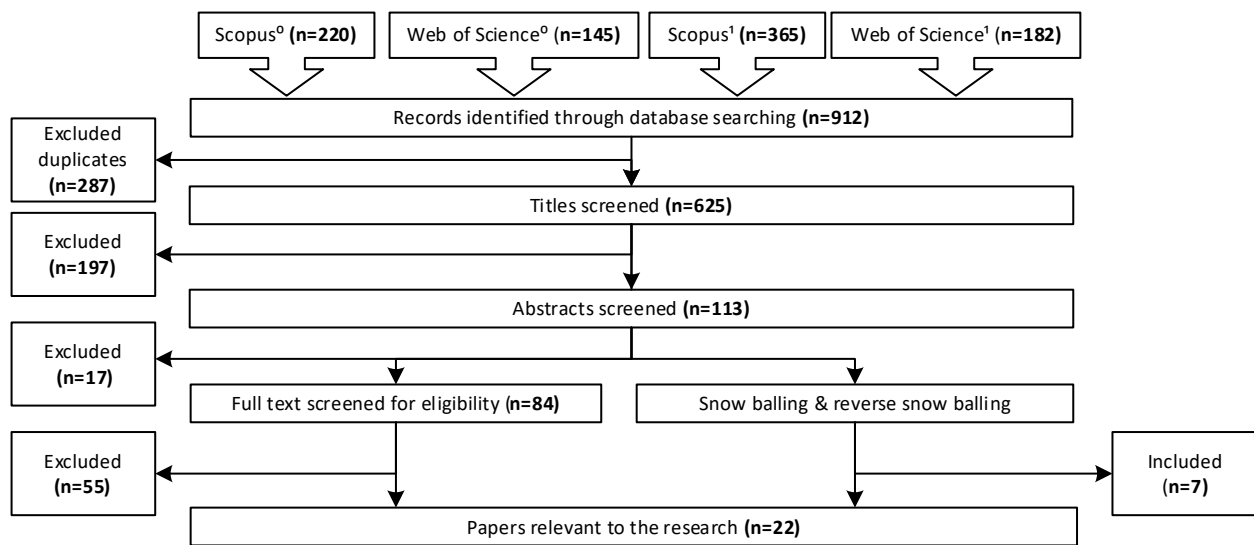 Scopus⁰ (n=220)
Web of Science⁰ (n=145)
Scopus¹ (n=365)
Web of Science¹ (n=182)
Records identified through database searching (n=912)
Excluded
duplicates
(n=287)
Titles screened (n=625)
Excluded
(n=197)
Abstracts screened (n=113)
Excluded
(n=17)
Full text screened for eligibility (n=84)
Snow balling & reverse snow balling
Excluded
(n=55)
Included
(n=7)
Papers relevant to the research (n=22)